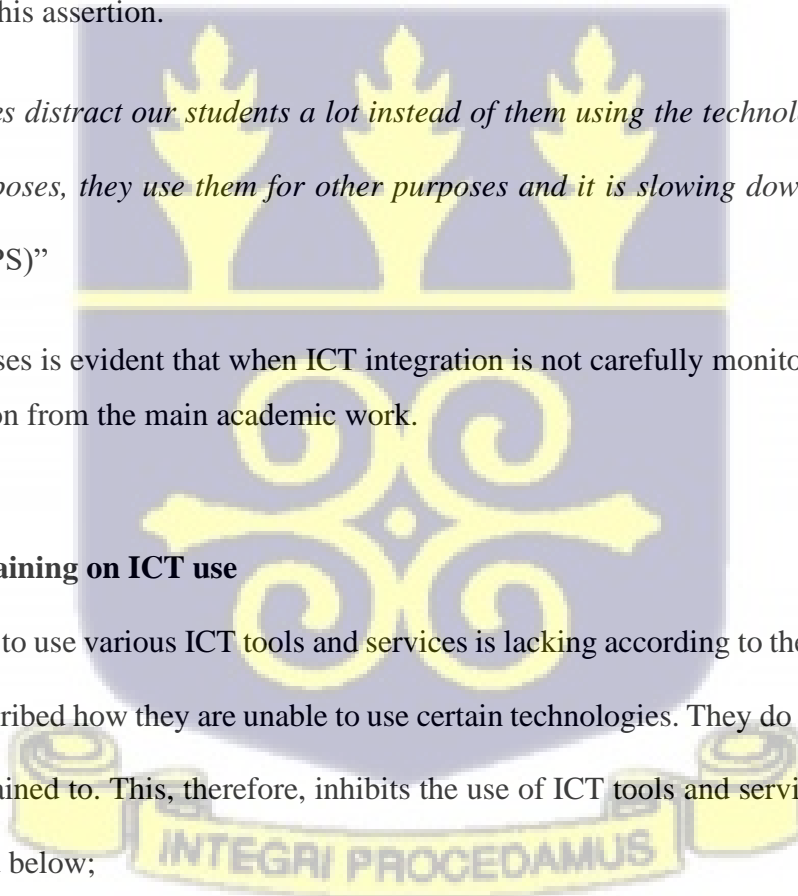 his assertion.
es distract our students a lot instead of them using the technol
poses, they use them for other purposes and it is slowing dow
PS)”
ses is evident that when ICT integration is not carefully monito
on from the main academic work.
aining on ICT use
to use various ICT tools and services is lacking according to the
ribed how they are unable to use certain technologies. They do
ained to. This, therefore, inhibits the use of ICT tools and servi
below;
INTEGRI PROCEDAMUS